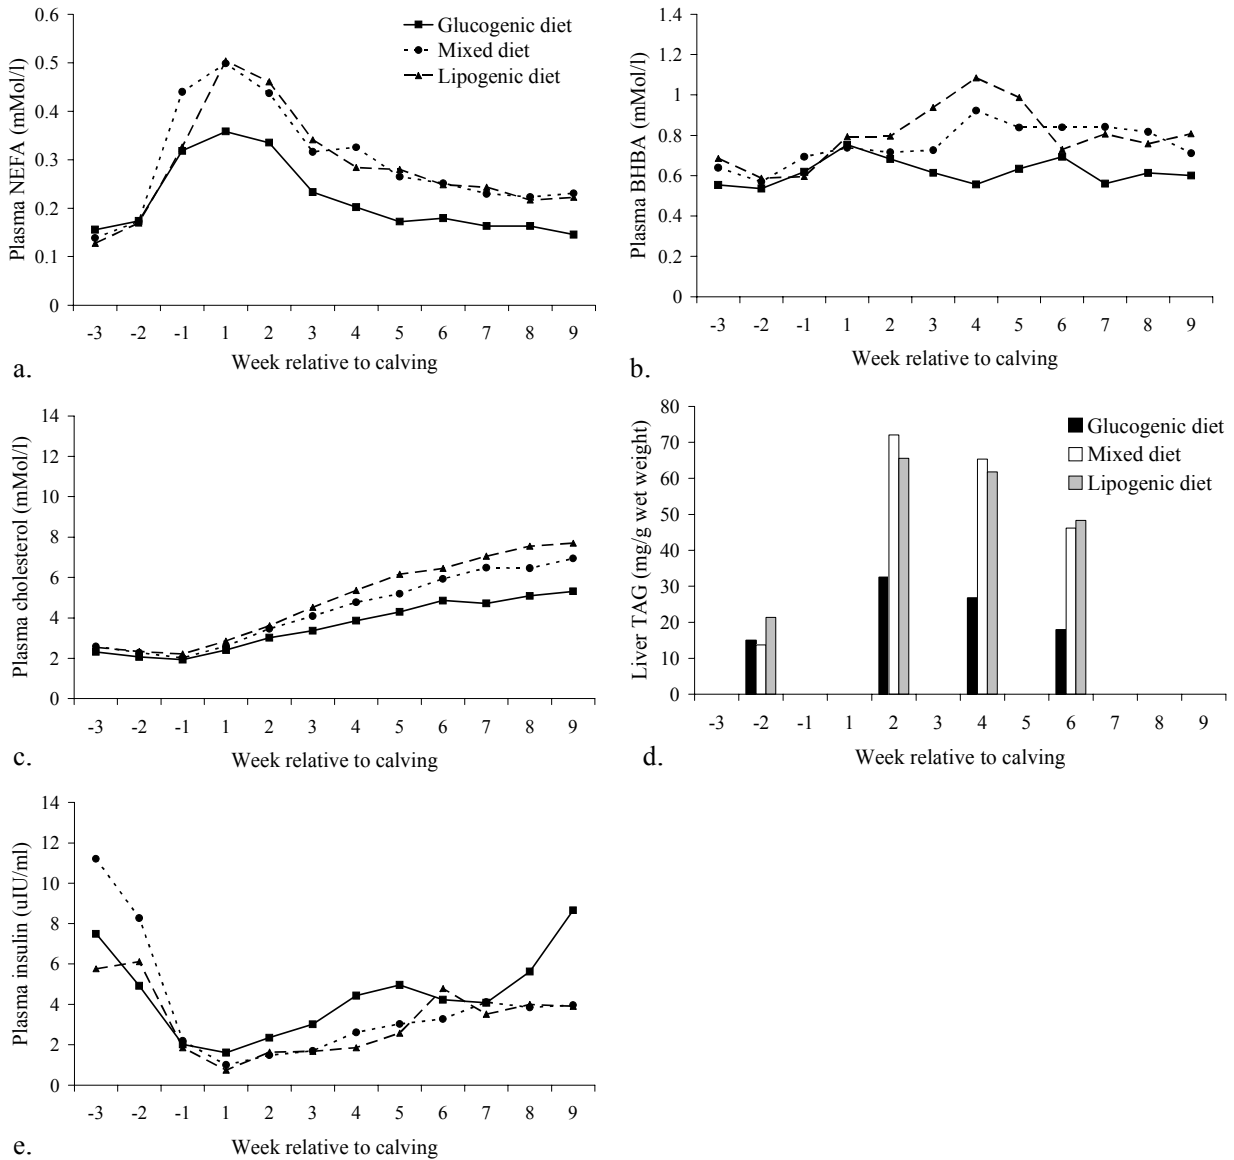 0.6
0.5
0.4
0.3
0.2
0.1
0
Plasma NEFA (mMol/l)
Glucogenic diet
Mixed diet
Lipogenic diet
-3 -2 -1 1 2 3 4 5 6 7 8 9
Week relative to calving
a.
1.4
1.2
1
0.8
0.6
0.4
0.2
0
Plasma BHBA (mMol/l)
-3 -2 -1 1 2 3 4 5 6 7 8 9
Week relative to calving
b.
14
12
10
8
6
4
2
0
Plasma cholesterol (mMol/l)
-3 -2 -1 1 2 3 4 5 6 7 8 9
Week relative to calving
c.
80
70
60
50
40
30
20
10
0
Liver TAG (mg/g wet weight)
Glucogenic diet
Mixed diet
Lipogenic diet
-3 -2 -1 1 2 3 4 5 6 7 8 9
Week relative to calving
d.
14
12
10
8
6
4
2
0
Plasma insulin (uIU/ml)
-3 -2 -1 1 2 3 4 5 6 7 8 9
Week relative to calving
e.